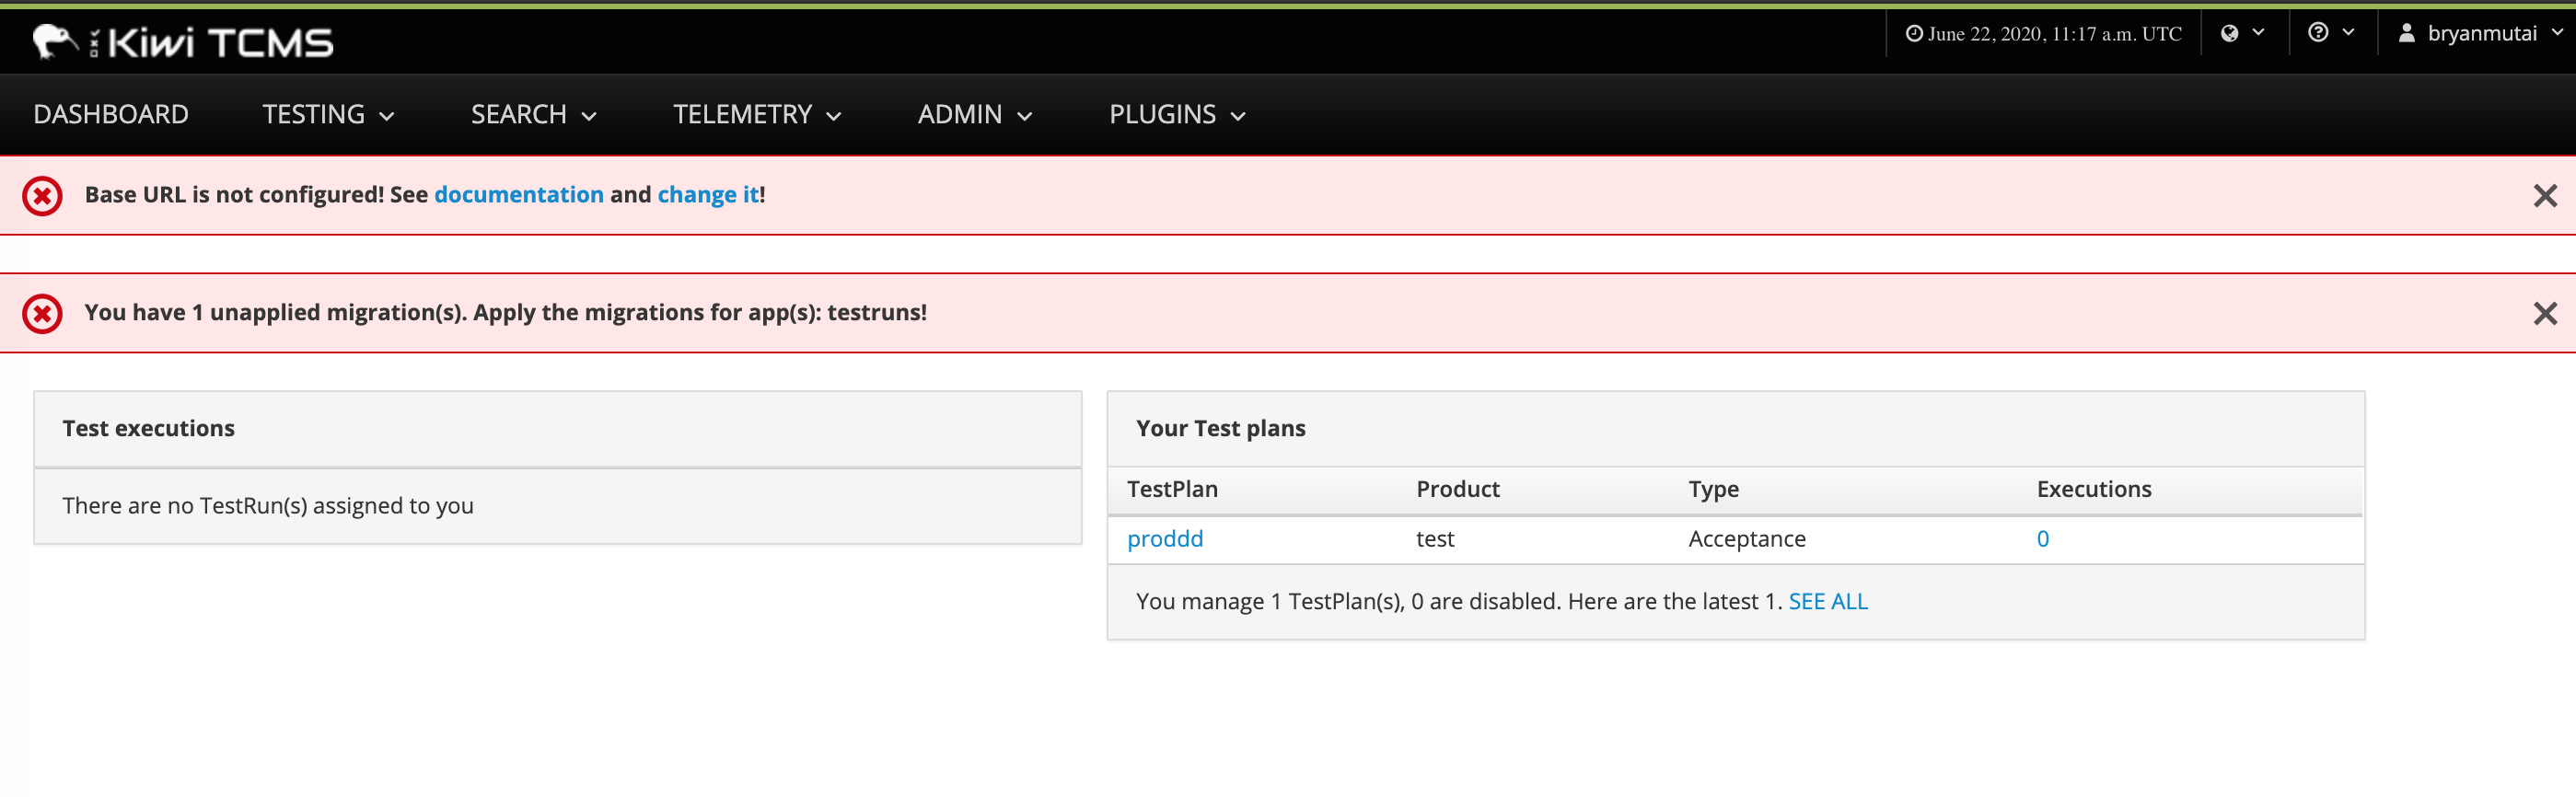 Kiwi TCMS
June 22, 2020, 11:17 a.m. UTC
bryanmutai
DASHBOARD TESTING SEARCH TELEMETRY ADMIN PLUGINS
Base URL is not configured! See documentation and change it!
You have 1 unapplied migration(s). Apply the migrations for app(s): testruns!
Test executions
There are no TestRun(s) assigned to you
Your Test plans
TestPlan Product Type Executions
proddd test Acceptance 0
You manage 1 TestPlan(s), 0 are disabled. Here are the latest 1. SEE ALL